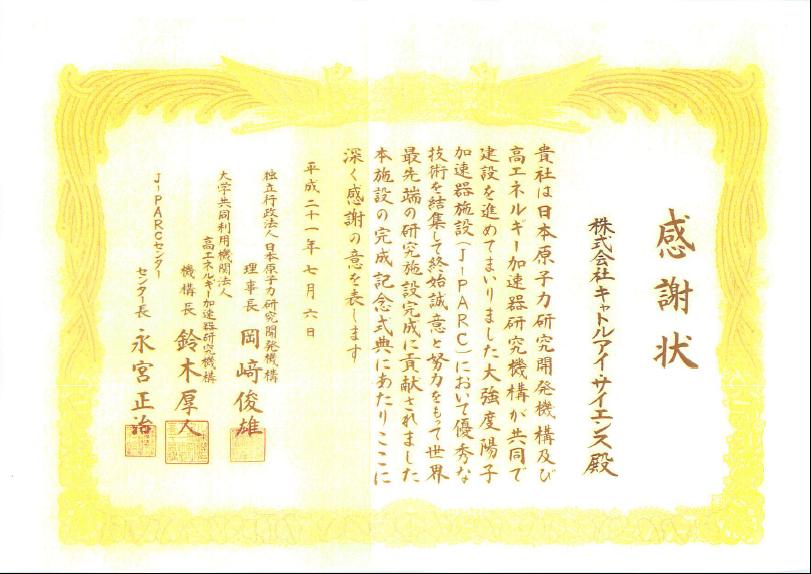 感謝状
株式会社キャトルアイ・サイエンス殿
貴社は日本原子力研究開発機構及び
高エネルギー加速器研究機構が共同で
建設を進めてまいりました大強度陽子
加速器施設(J-PARC)において優秀な
技術を結集して終始誠意と努力をもって世界
最先端の研究施設完成に貢献されました
本施設の完成記念式典にあたりここに
深く感謝の意を表します
平成二十一年七月六日
独立行政法人日本原子力研究開発機構
理事長 岡﨑俊雄
大学共同利用機関法人
高エネルギー加速器研究機構
機構長 鈴木厚人
J-PARCセンター
センター長 永宮正治